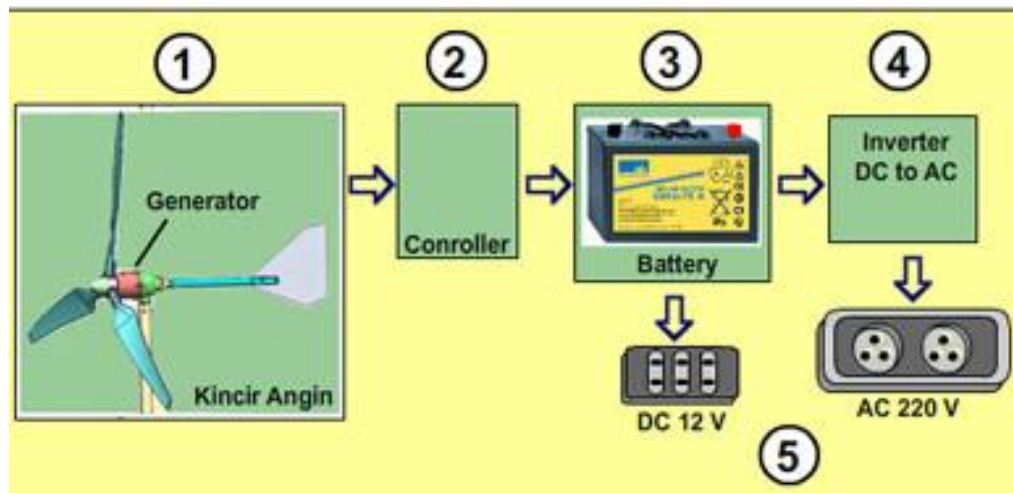 1
2
3
4
Generator
Kincir Angin
Conroller
Battery
Inverter
DC to AC
DC 12 V
AC 220 V
5